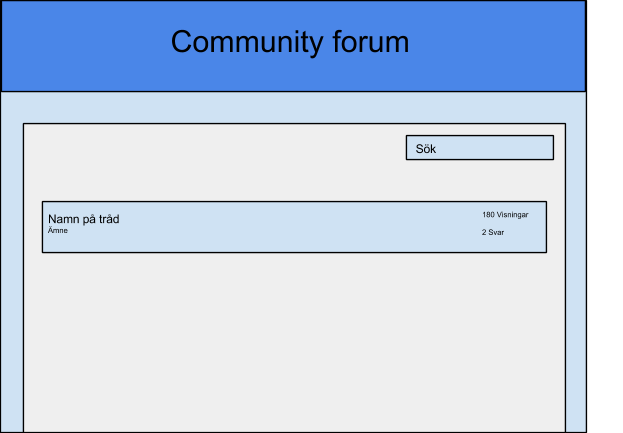 Community forum
Sök
Namn på tråd
Ämne
180 Visningar
2 Svar